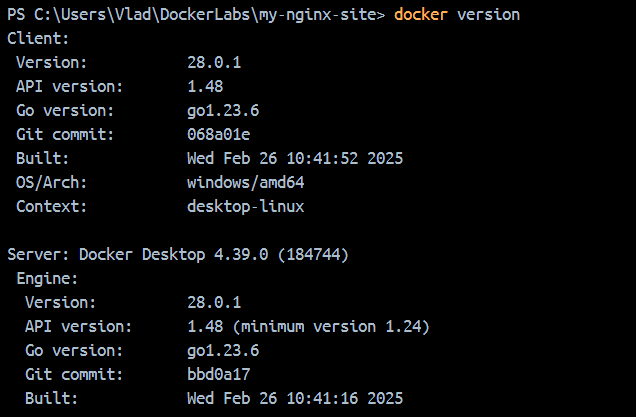 PS C:\Users\Vlad\DockerLabs\my-nginx-site> docker version
Client:
 Version:           28.0.1
 API version:       1.48
 Go version:        go1.23.6
 Git commit:        068a01e
 Built:             Wed Feb 26 10:41:52 2025
 OS/Arch:           windows/amd64
 Context:           desktop-linux

Server: Docker Desktop 4.39.0 (184744)
 Engine:
  Version:          28.0.1
  API version:      1.48 (minimum version 1.24)
  Go version:       go1.23.6
  Git commit:       bbd0a17
  Built:            Wed Feb 26 10:41:16 2025